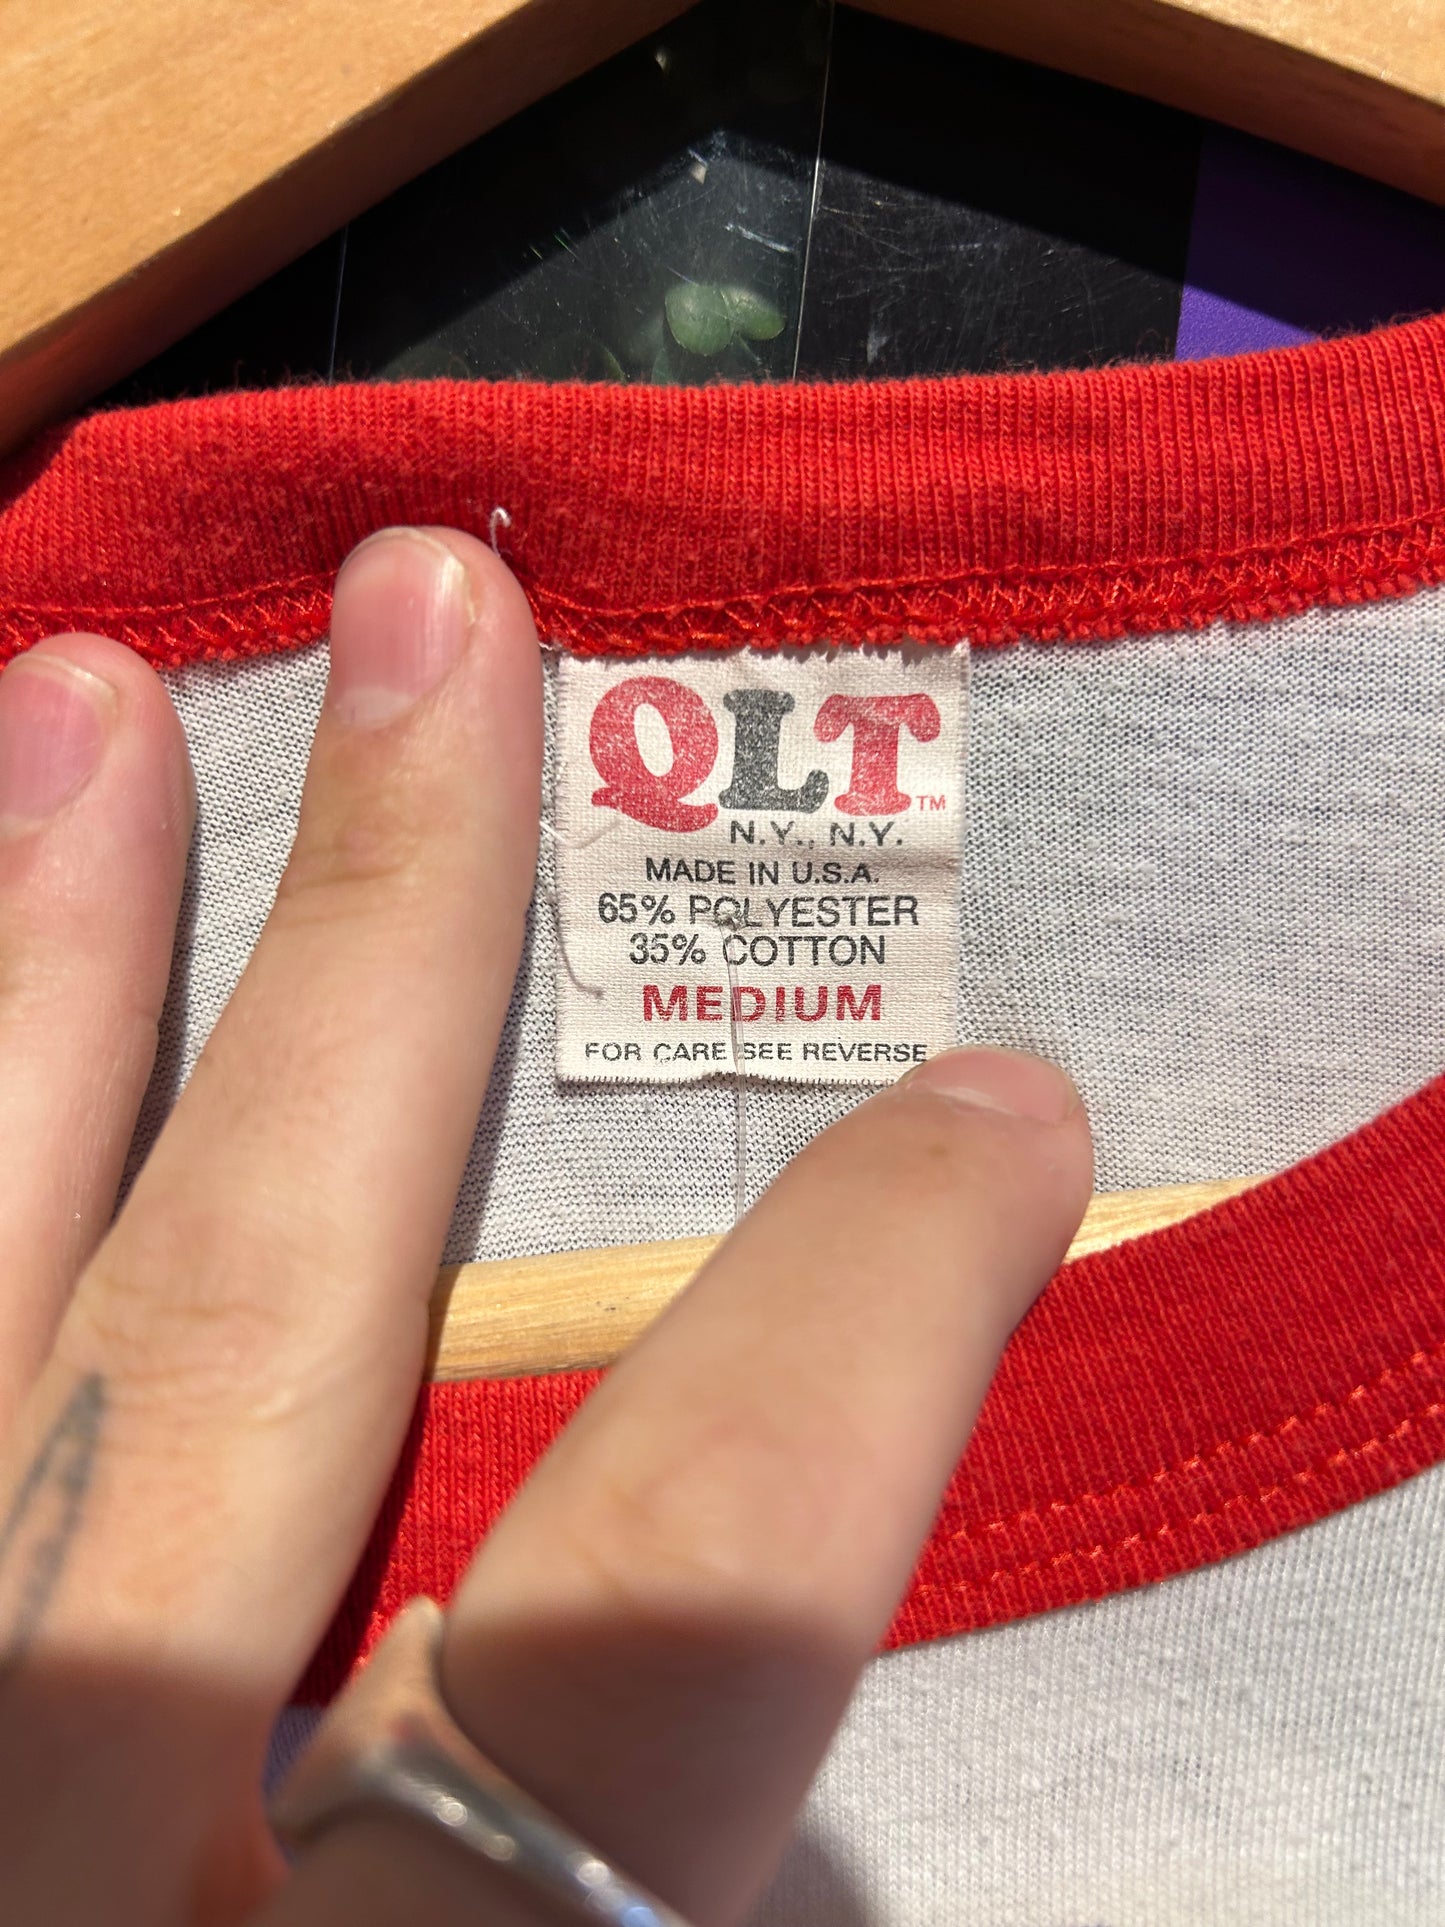 QLT™
N.Y., N.Y.
MADE IN U.S.A.
65% POLYESTER
35% COTTON
MEDIUM
FOR CARE SEE REVERSE